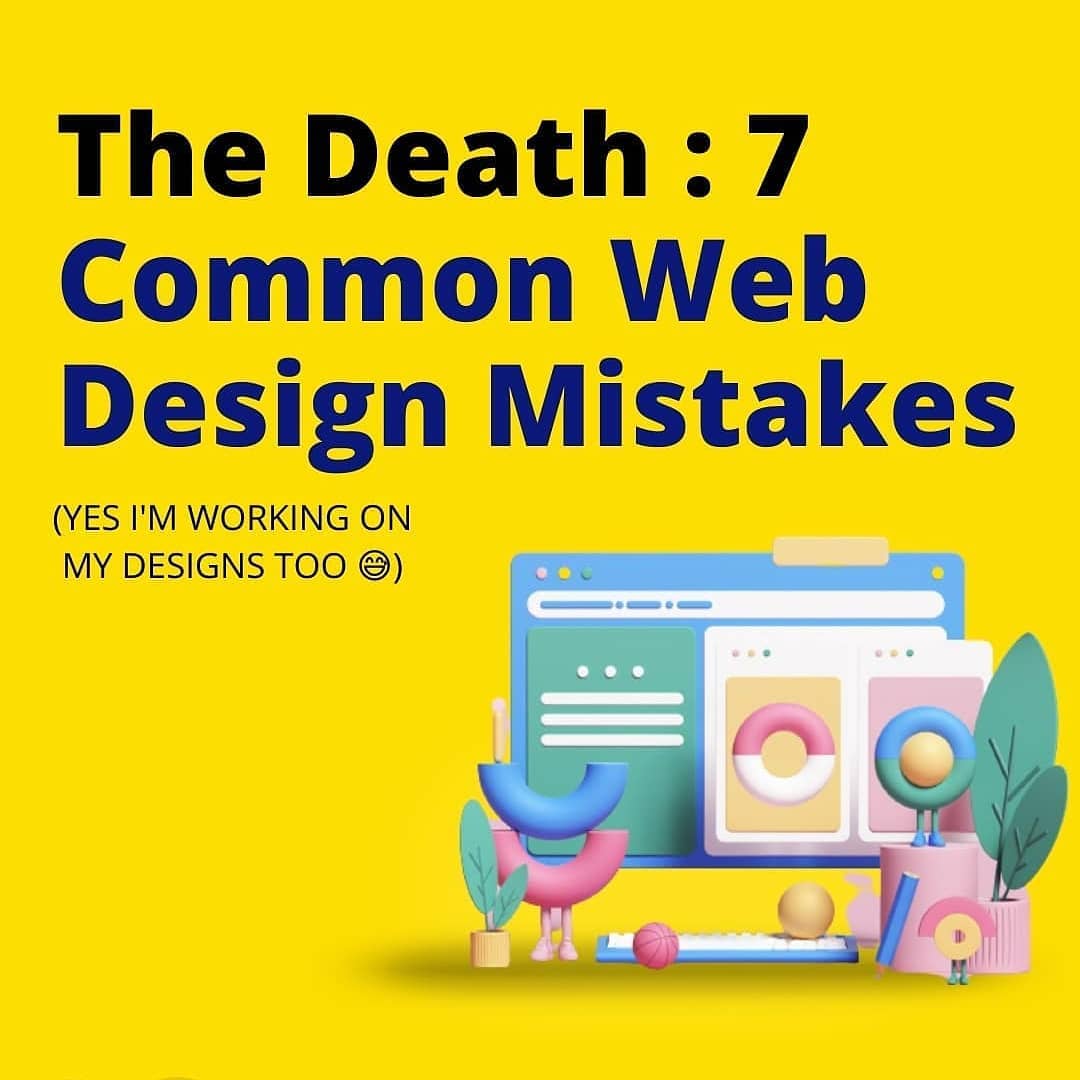 The Death : 7
Common Web
Design Mistakes
(YES I'M WORKING ON
MY DESIGNS TOO 😅)